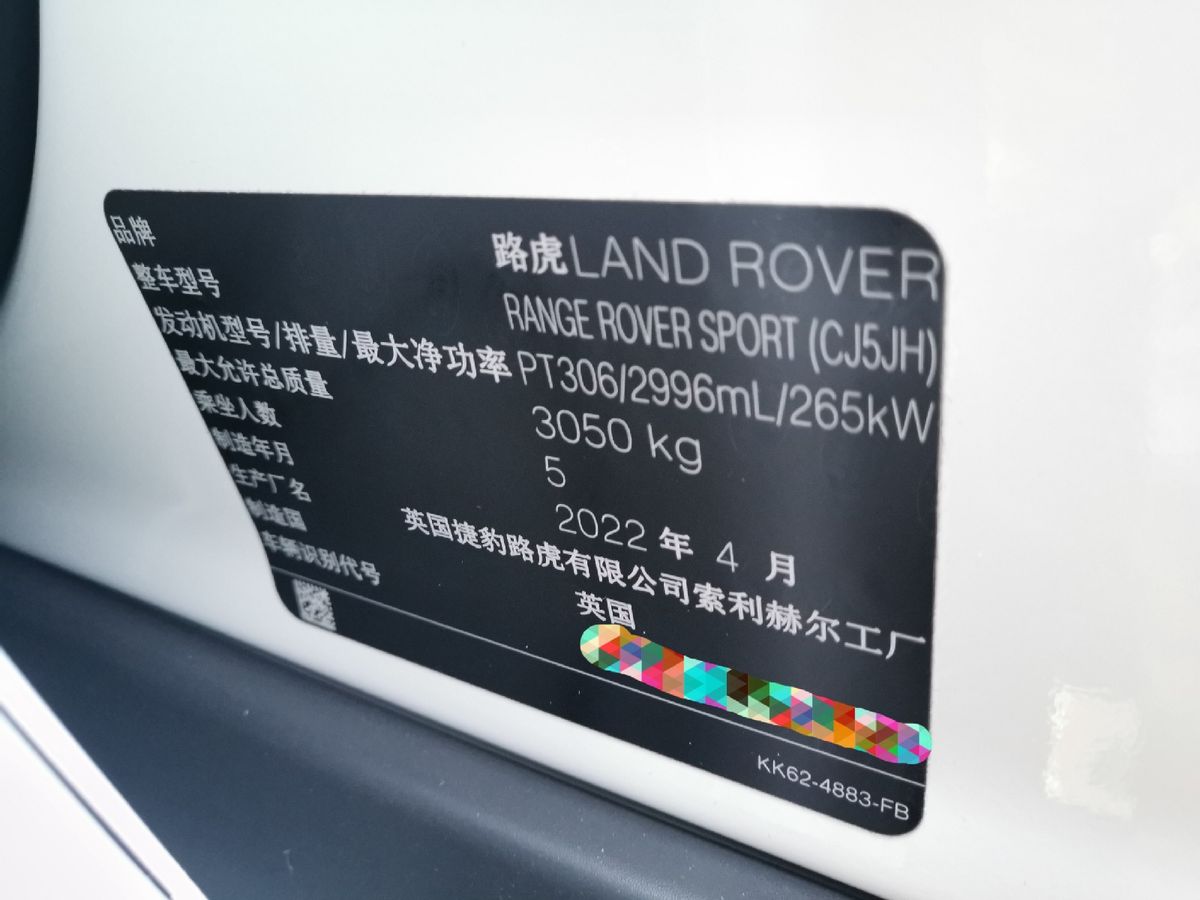 品牌 路虎LAND ROVER
整车型号 RANGE ROVER SPORT (CJ5JH)
发动机型号/排量/最大净功率 PT306/2996mL/265kW
最大允许总质量 3050 kg
乘坐人数 5
制造年月 2022 年 4 月
生产厂名 英国捷豹路虎有限公司索利赫尔工厂
制造国 英国
车辆识别代号
KK62-4883-FB